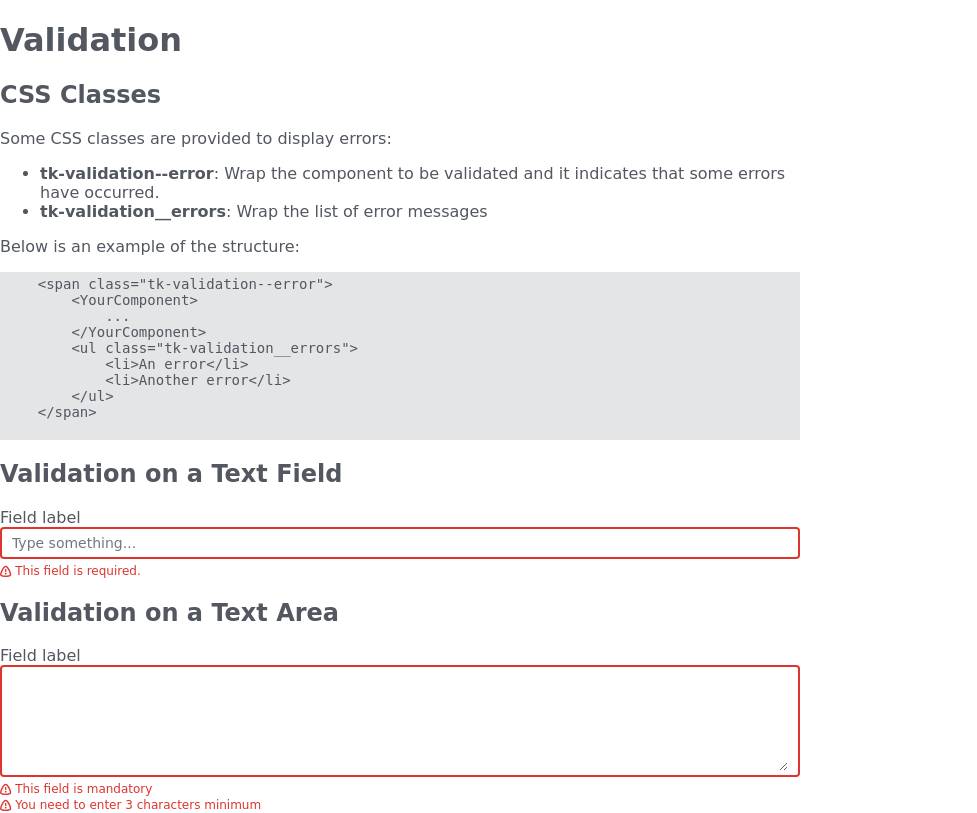 Validation
CSS Classes
Some CSS classes are provided to display errors:
• tk-validation--error: Wrap the component to be validated and it indicates that some errors
have occurred.
• tk-validation__errors: Wrap the list of error messages
Below is an example of the structure:
<span class="tk-validation--error">
    <YourComponent>
        ...
    </YourComponent>
    <ul class="tk-validation__errors">
        <li>An error</li>
        <li>Another error</li>
    </ul>
</span>
Validation on a Text Field
Field label
Type something...
This field is required.
Validation on a Text Area
Field label
This field is mandatory
You need to enter 3 characters minimum